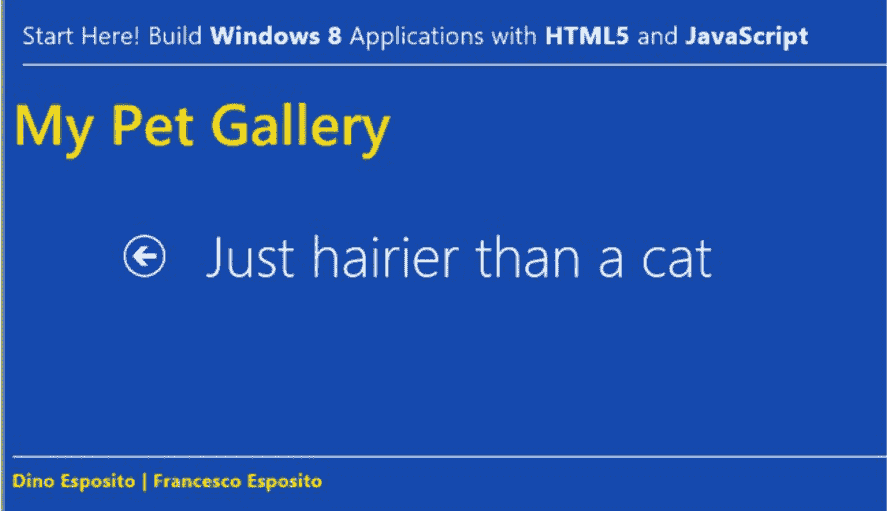 Start Here! Build Windows 8 Applications with HTML5 and JavaScript
My Pet Gallery
Just hairier than a cat
Dino Esposito | Francesco Esposito